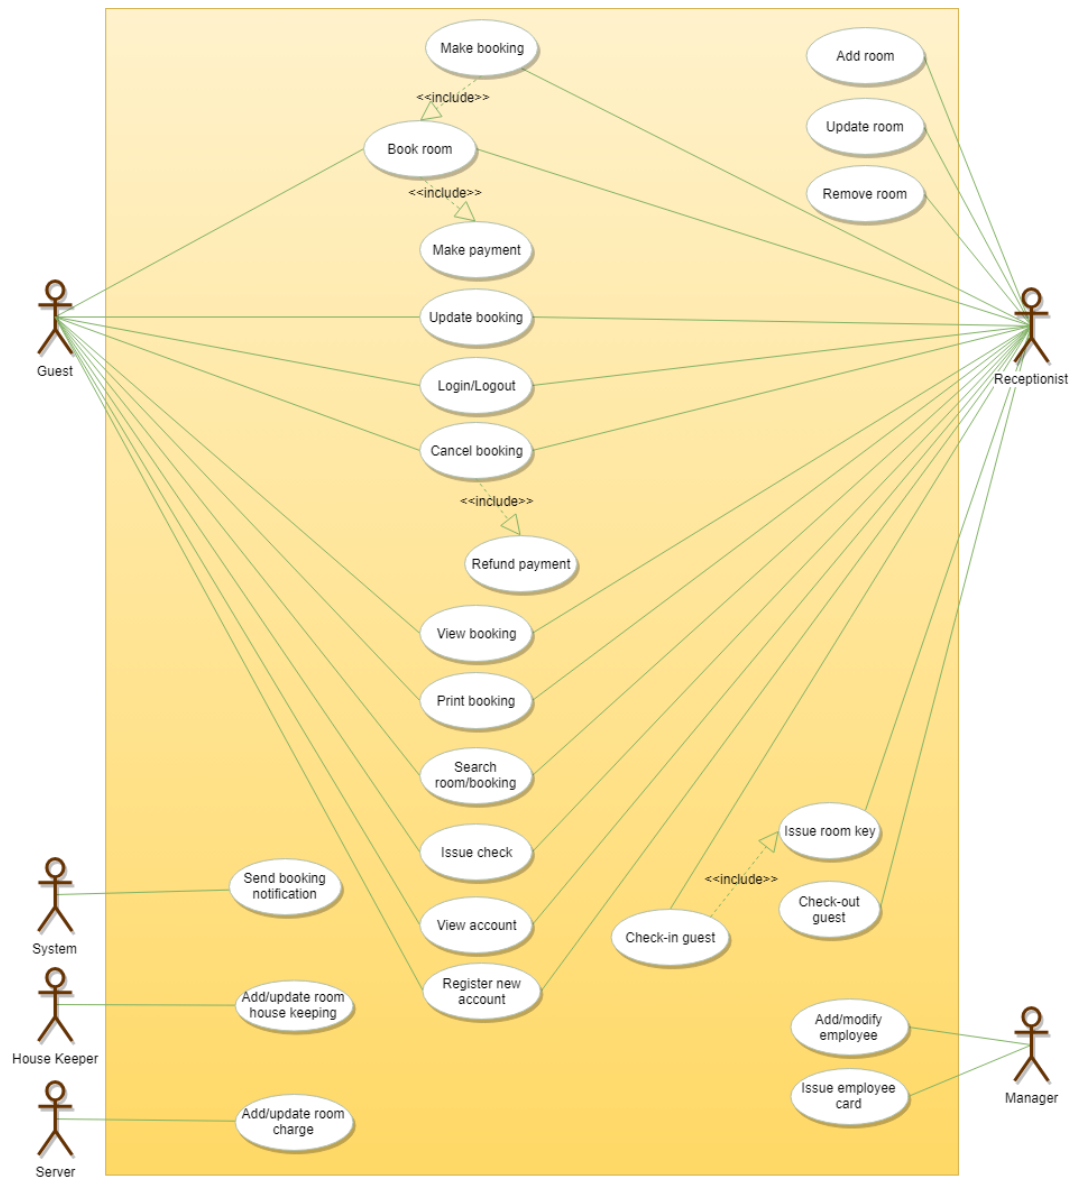 Make booking
Add room
<<include>>
Update room
Book room
<<include>>
Remove room
Make payment
Update booking
Guest
Receptionist
Login/Logout
Cancel booking
<<include>>
Refund payment
View booking
Print booking
Search
room/booking
Issue room key
Issue check
<<include>>
Send booking
notification
Check-out
guest
View account
Check-in guest
System
Register new
account
Add/update room
house keeping
House Keeper
Add/modify
employee
Issue employee
card
Manager
Add/update room
charge
Server